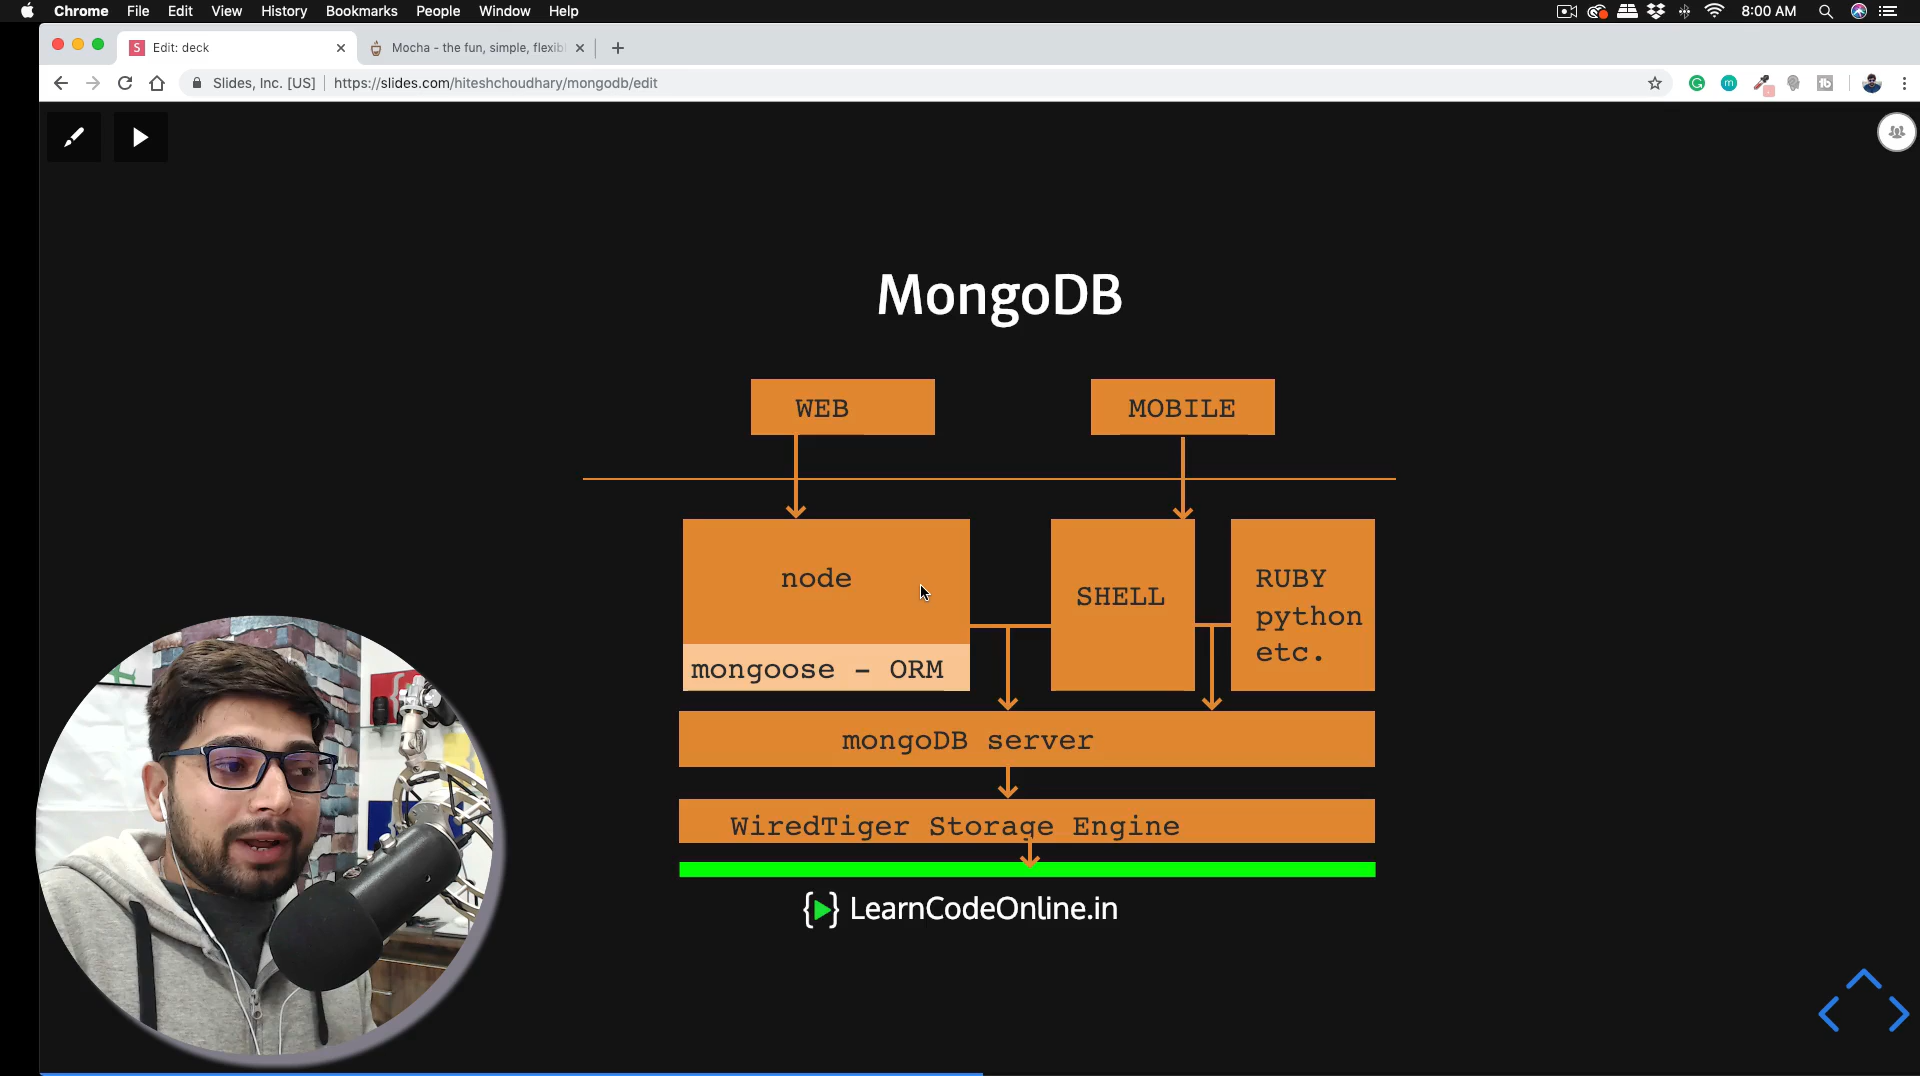 Chrome File Edit View History Bookmarks People Window Help 8:00 AM
S Edit: deck Mocha - the fun, simple, flexib
Slides, Inc. [US] https://slides.com/hiteshchoudhary/mongodb/edit
MongoDB
WEB MOBILE
node SHELL RUBY
python
etc.
mongoose - ORM
mongoDB server
WiredTiger Storage Engine
LearnCodeOnline.in